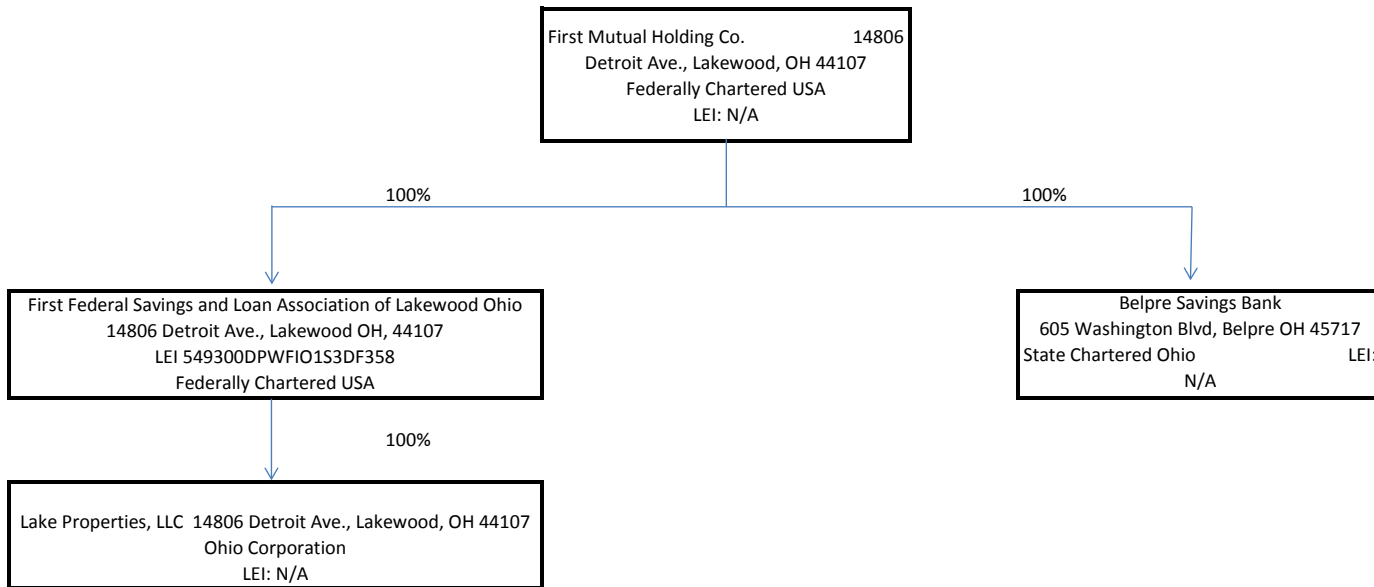 First Mutual Holding Co. 14806
Detroit Ave., Lakewood, OH 44107
Federally Chartered USA
LEI: N/A
100%
100%
First Federal Savings and Loan Association of Lakewood Ohio
14806 Detroit Ave., Lakewood OH, 44107
LEI 549300DPWFIO1S3DF358
Federally Chartered USA
Belpre Savings Bank
605 Washington Blvd, Belpre OH 45717
State Chartered Ohio LEI:
N/A
100%
Lake Properties, LLC 14806 Detroit Ave., Lakewood, OH 44107
Ohio Corporation
LEI: N/A